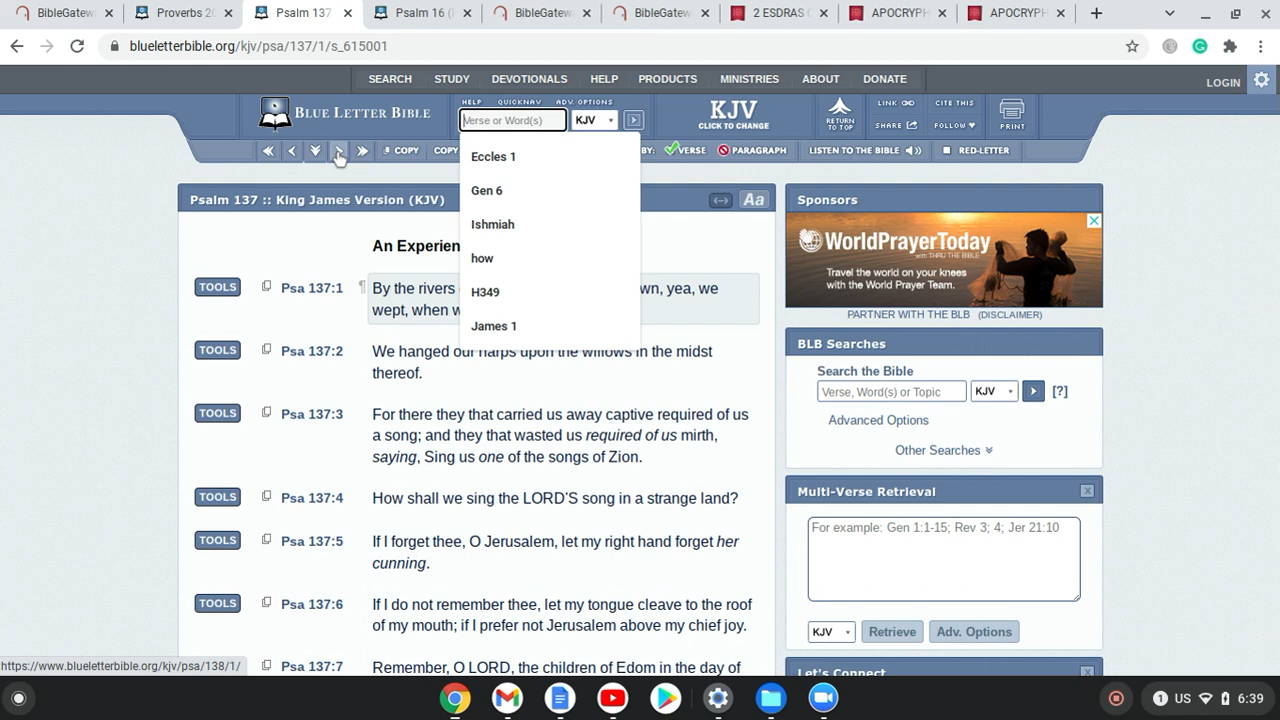 BibleGatew
Proverbs 20
Psalm 137
Psalm 16 (
BibleGatew
BibleGatew
2 ESDRAS
APOCRYPH
APOCRYPH
blueletterbible.org/kjv/psa/137/1/s_615001
SEARCH STUDY DEVOTIONALS HELP PRODUCTS MINISTRIES ABOUT DONATE
LOGIN
BLUE LETTER BIBLE
HELP QUICKNAV ADV. OPTIONS
Verse or Word(s)
KJV
KJV
CLICK TO CHANGE
RETURN
TO TOP
LINK CITE THIS
SHARE FOLLOW
PRINT
COPY COPY
BY: VERSE PARAGRAPH LISTEN TO THE BIBLE RED-LETTER
Eccles 1
Gen 6
Ishmiah
how
H349
James 1
Psalm 137 :: King James Version (KJV)
Aa
An Experien
TOOLS Psa 137:1 ¶ By the rivers own, yea, we
wept, when w
TOOLS Psa 137:2 We hanged our harps upon the willows in the midst
thereof.
TOOLS Psa 137:3 For there they that carried us away captive required of us
a song; and they that wasted us required of us mirth,
saying, Sing us one of the songs of Zion.
TOOLS Psa 137:4 How shall we sing the LORD'S song in a strange land?
TOOLS Psa 137:5 If I forget thee, O Jerusalem, let my right hand forget her
cunning.
TOOLS Psa 137:6 If I do not remember thee, let my tongue cleave to the roof
of my mouth; if I prefer not Jerusalem above my chief joy.
Psa 137:7 Remember, O LORD, the children of Edom in the day of
Sponsors
WorldPrayerToday
with THRU THE BIBLE
Travel the world on your knees
with the World Prayer Team.
PARTNER WITH THE BLB (DISCLAIMER)
BLB Searches
Search the Bible
Verse, Word(s) or Topic KJV [?]
Advanced Options
Other Searches
Multi-Verse Retrieval
For example: Gen 1:1-15; Rev 3; 4; Jer 21:10
KJV Retrieve Adv. Options
Let's Connect
https://www.blueletterbible.org/kjv/psa/138/1/
1 US 6:39